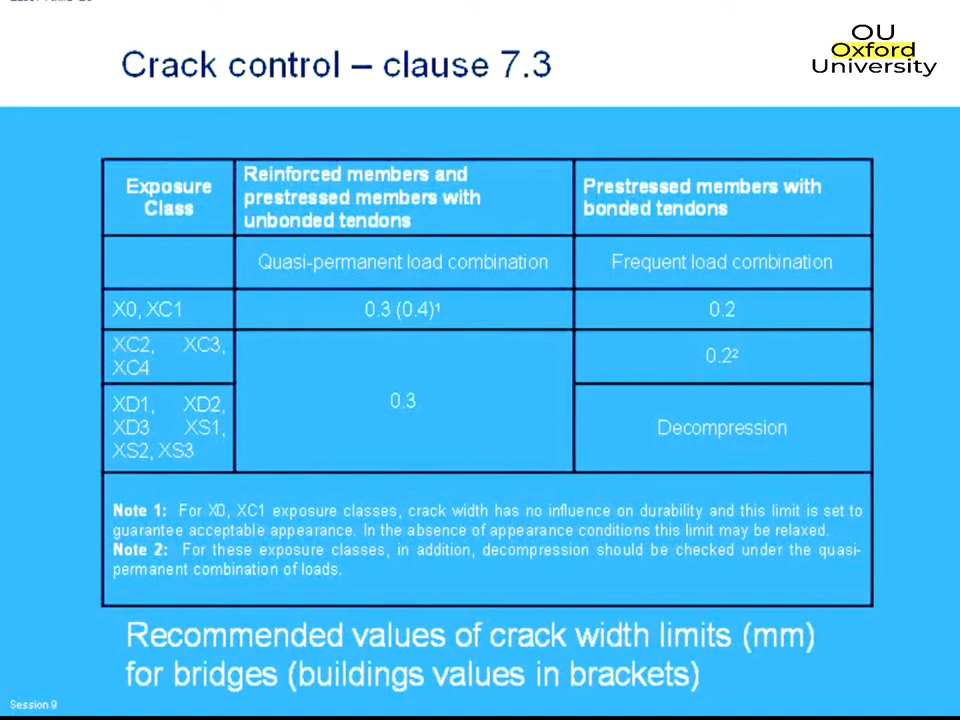 Crack control – clause 7.3
OU
Oxford
University
Exposure
Class
Reinforced members and
prestressed members with
unbonded tendons
Prestressed members with
bonded tendons
Quasi-permanent load combination
Frequent load combination
X0, XC1
0.3 (0.4)¹
0.2
XC2, XC3,
XC4
0.2²
XD1, XD2,
XD3 XS1,
XS2, XS3
0.3
Decompression
Note 1: For X0, XC1 exposure classes, crack width has no influence on durability and this limit is set to
guarantee acceptable appearance. In the absence of appearance conditions this limit may be relaxed.
Note 2: For these exposure classes, in addition, decompression should be checked under the quasi-
permanent combination of loads.
Recommended values of crack width limits (mm)
for bridges (buildings values in brackets)
Session 9